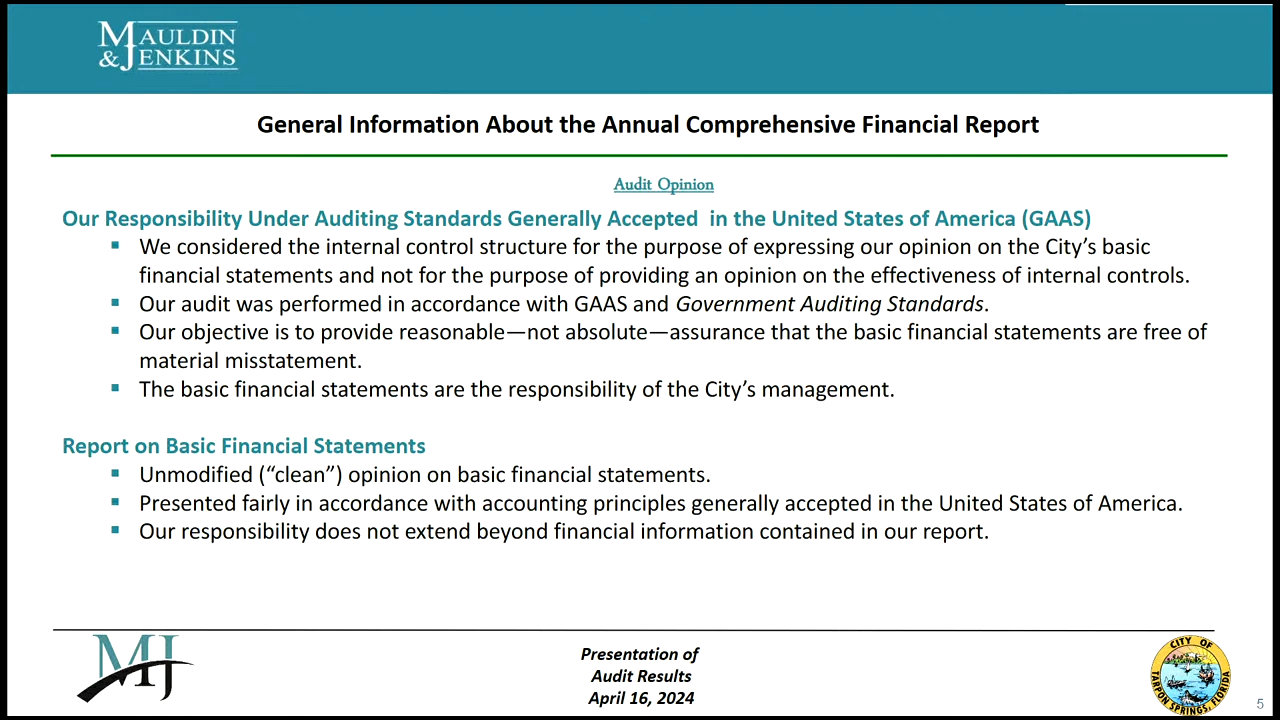 MAULDIN
&JENKINS
General Information About the Annual Comprehensive Financial Report
Audit Opinion
Our Responsibility Under Auditing Standards Generally Accepted  in the United States of America (GAAS)
▪ We considered the internal control structure for the purpose of expressing our opinion on the City’s basic
financial statements and not for the purpose of providing an opinion on the effectiveness of internal controls.
▪ Our audit was performed in accordance with GAAS and Government Auditing Standards.
▪ Our objective is to provide reasonable—not absolute—assurance that the basic financial statements are free of
material misstatement.
▪ The basic financial statements are the responsibility of the City’s management.
Report on Basic Financial Statements
▪ Unmodified (“clean”) opinion on basic financial statements.
▪ Presented fairly in accordance with accounting principles generally accepted in the United States of America.
▪ Our responsibility does not extend beyond financial information contained in our report.
MJ
Presentation of
Audit Results
April 16, 2024
CITY OF
TARPON SPRINGS, FLORIDA
5